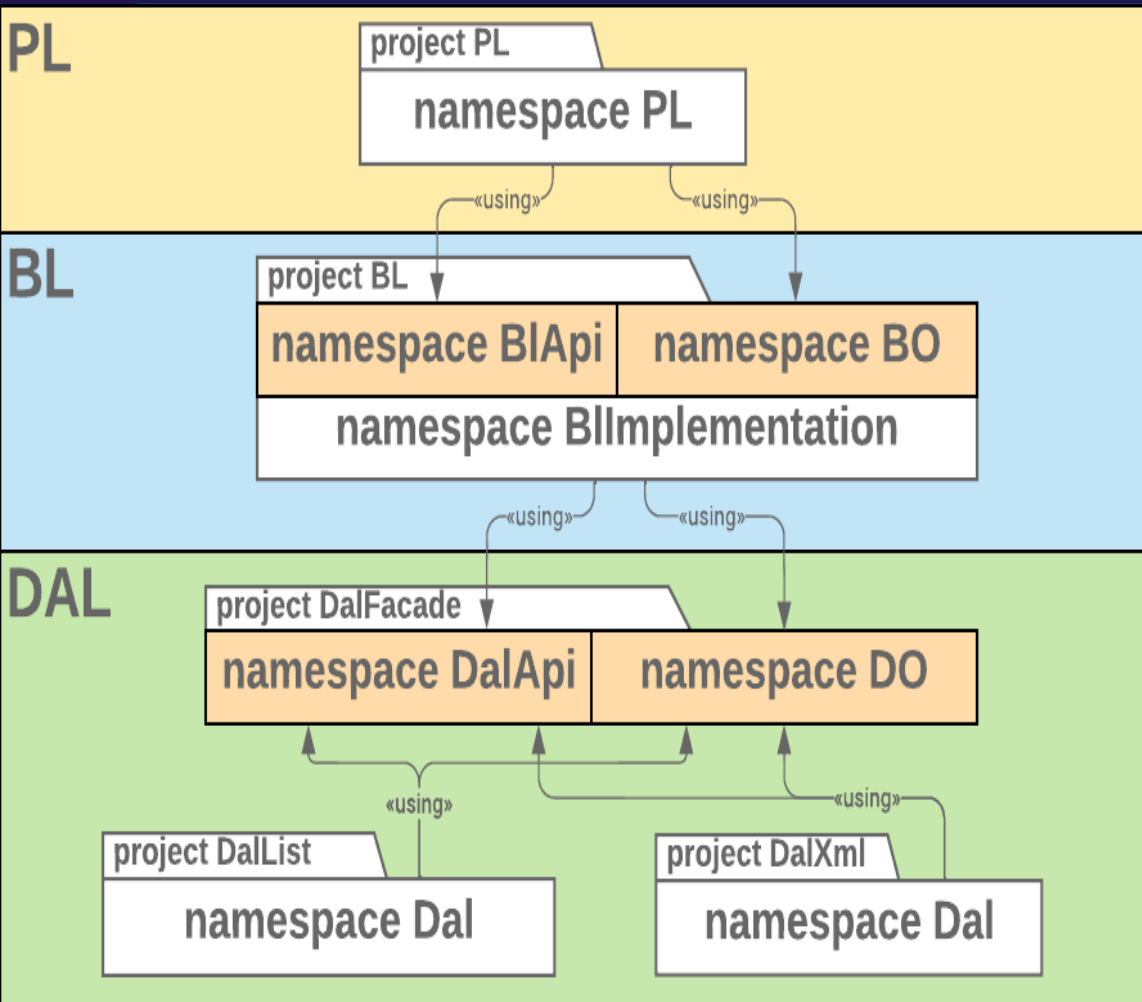 PL
project PL
namespace PL
«using» «using»
BL
project BL
namespace BlApi namespace BO
namespace BlImplementation
«using» «using»
DAL
project DalFacade
namespace DalApi namespace DO
«using» «using»
project DalList project DalXml
namespace Dal namespace Dal